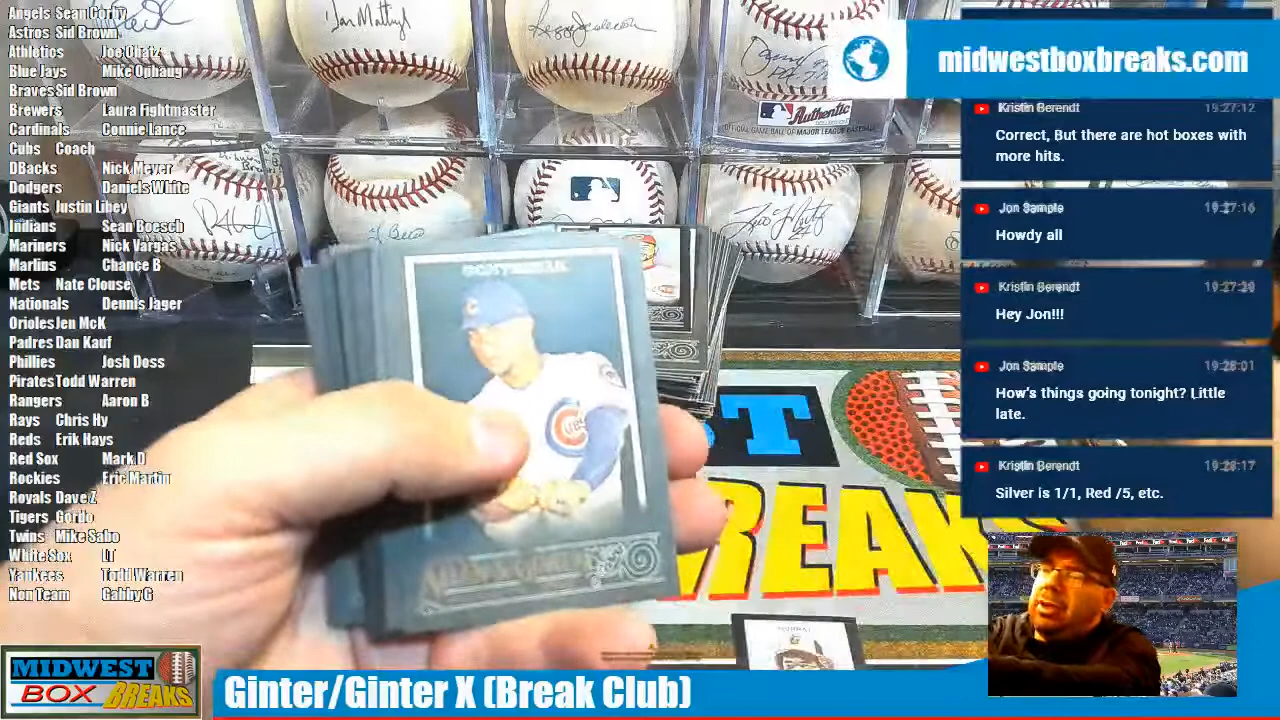 Angels Sean
Astros Sid Brown
Athletics Joe
Blue Jays Mike Ophaug
Braves Sid Brown
Brewers Laura Fightmaster
Cardinals Connie Lance
Cubs Coach
DBacks Nick Meyer
Dodgers Daniels White
Giants Justin Libey
Indians Sean Boesch
Mariners Nick Vargas
Marlins Chance B
Mets Nate Clouse
Nationals Dennis Jager
Orioles Jen McK
Padres Dan Kauf
Phillies Josh Doss
Pirates Todd Warren
Rangers Aaron B
Rays Chris Hy
Reds Erik Hays
Red Sox Mark D
Rockies Eric Martin
Royals Dave Z
Tigers Gordo
Twins Mike Sabo
White Sox LT
Yankees Todd Warren
Non Team Gabby G
Authentic
midwestboxbreaks.com
Kristin Berendt 19:27:12
Correct, But there are hot boxes with
more hits.
Jon Sample 19:27:16
Howdy all
Kristin Berendt 19:27:29
Hey Jon!!!
Jon Sample 19:28:01
How's things going tonight? Little
late.
Kristin Berendt 19:28:17
Silver is 1/1, Red /5, etc.
BREAKS
MIDWEST
BOX BREAKS
Ginter/Ginter X (Break Club)